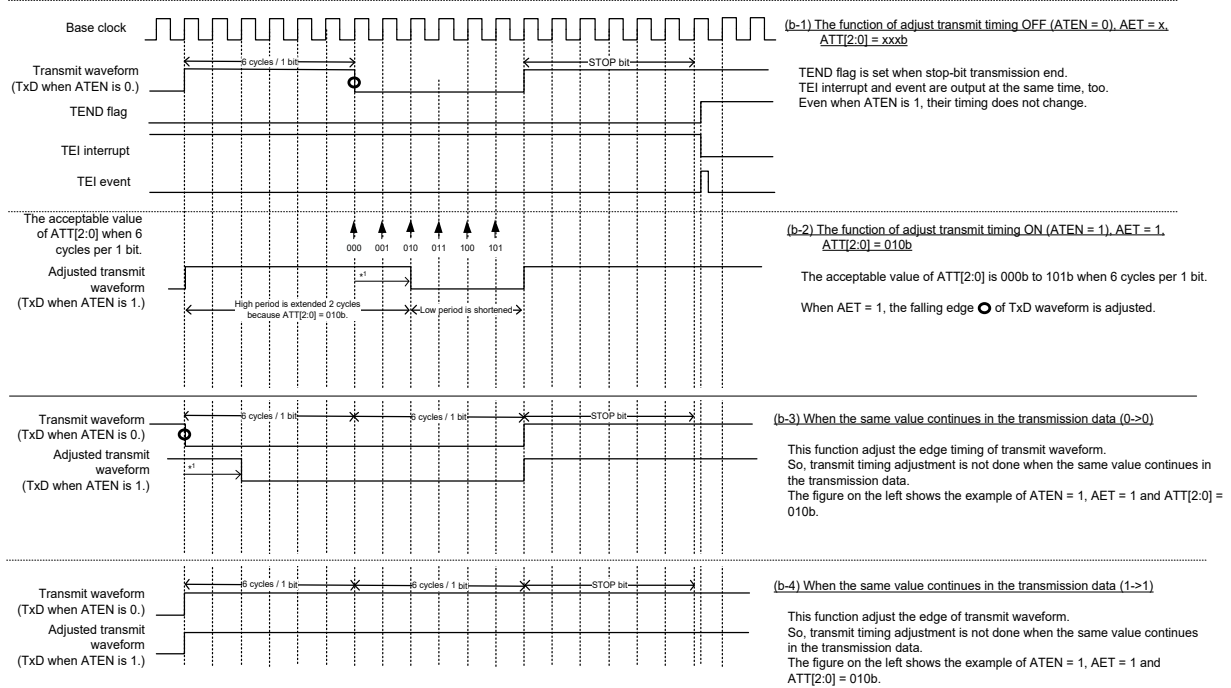 Base clock
(b-1) The function of adjust transmit timing OFF (ATEN = 0), AET = x,
ATT[2:0] = xxxb
6 cycles / 1 bit
STOP bit
Transmit waveform
(TxD when ATEN is 0.)
TEND flag is set when stop-bit transmission end.
TEI interrupt and event are output at the same time, too.
Even when ATEN is 1, their timing does not change.
TEND flag
TEI interrupt
TEI event
The acceptable value
of ATT[2:0] when 6
cycles per 1 bit.
000 001 010 011 100 101
(b-2) The function of adjust transmit timing ON (ATEN = 1), AET = 1,
ATT[2:0] = 010b
Adjusted transmit
waveform
(TxD when ATEN is 1.)
*1
The acceptable value of ATT[2:0] is 000b to 101b when 6 cycles per 1 bit.
High period is extended 2 cycles
because ATT[2:0] = 010b.
Low period is shortened
When AET = 1, the falling edge O of TxD waveform is adjusted.
Transmit waveform
(TxD when ATEN is 0.)
6 cycles / 1 bit
6 cycles / 1 bit
STOP bit
(b-3) When the same value continues in the transmission data (0->0)
Adjusted transmit
waveform
(TxD when ATEN is 1.)
*1
This function adjust the edge timing of transmit waveform.
So, transmit timing adjustment is not done when the same value continues in
the transmission data.
The figure on the left shows the example of ATEN = 1, AET = 1 and ATT[2:0] =
010b.
Transmit waveform
(TxD when ATEN is 0.)
6 cycles / 1 bit
6 cycles / 1 bit
STOP bit
(b-4) When the same value continues in the transmission data (1->1)
Adjusted transmit
waveform
(TxD when ATEN is 1.)
This function adjust the edge of transmit waveform.
So, transmit timing adjustment is not done when the same value continues
in the transmission data.
The figure on the left shows the example of ATEN = 1, AET = 1 and
ATT[2:0] = 010b.